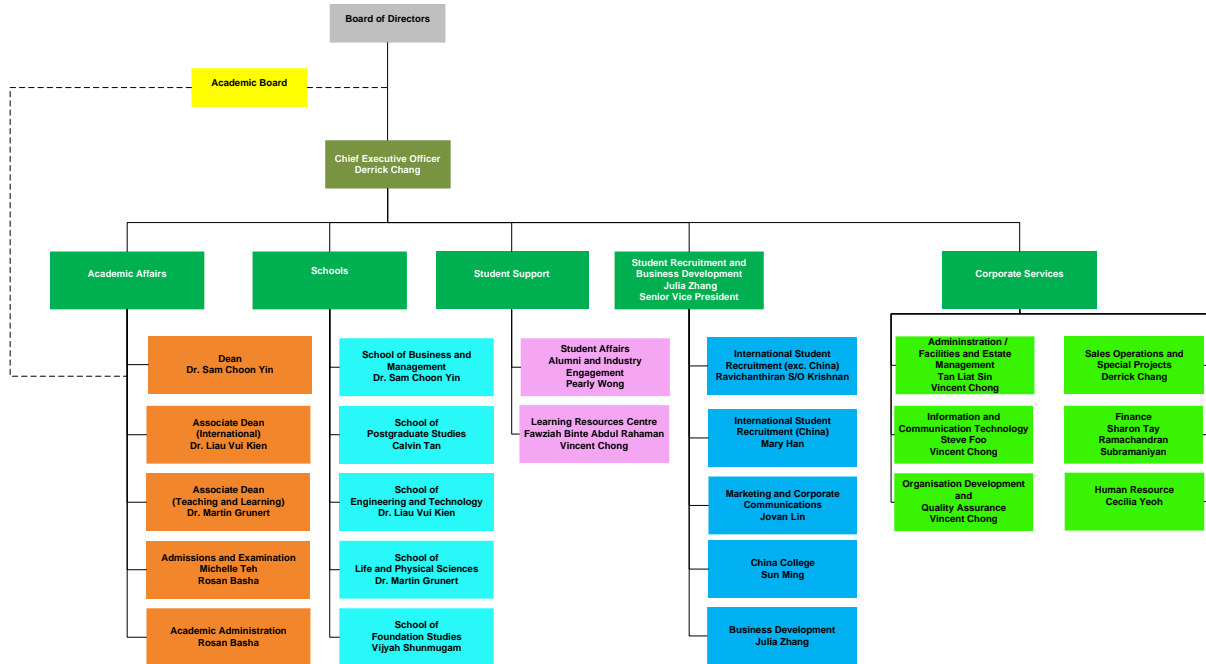 Board of Directors
Academic Board
Chief Executive Officer
Derrick Chang
Academic Affairs
Schools
Student Support
Student Recruitment and
Business Development
Julia Zhang
Senior Vice President
Corporate Services
Dean
Dr. Sam Choon Yin
Associate Dean
(International)
Dr. Liau Vui Kien
Associate Dean
(Teaching and Learning)
Dr. Martin Grunert
Admissions and Examination
Michelle Teh
Rosan Basha
Academic Administration
Rosan Basha
School of Business and
Management
Dr. Sam Choon Yin
School of
Postgraduate Studies
Calvin Tan
School of
Engineering and Technology
Dr. Liau Vui Kien
School of
Life and Physical Sciences
Dr. Martin Grunert
School of
Foundation Studies
Vijyah Shunmugam
Student Affairs
Alumni and Industry
Engagement
Pearly Wong
Learning Resources Centre
Fawziah Binte Abdul Rahaman
Vincent Chong
International Student
Recruitment (exc. China)
Ravichanthiran S/O Krishnan
International Student
Recruitment (China)
Mary Han
Marketing and Corporate
Communications
Jovan Lin
China College
Sun Ming
Business Development
Julia Zhang
Admininstration /
Facilities and Estate
Management
Tan Liat Sin
Vincent Chong
Information and
Communication Technology
Steve Foo
Vincent Chong
Organisation Development
and
Quality Assurance
Vincent Chong
Sales Operations and
Special Projects
Derrick Chang
Finance
Sharon Tay
Ramachandran
Subramaniyan
Human Resource
Cecilia Yeoh